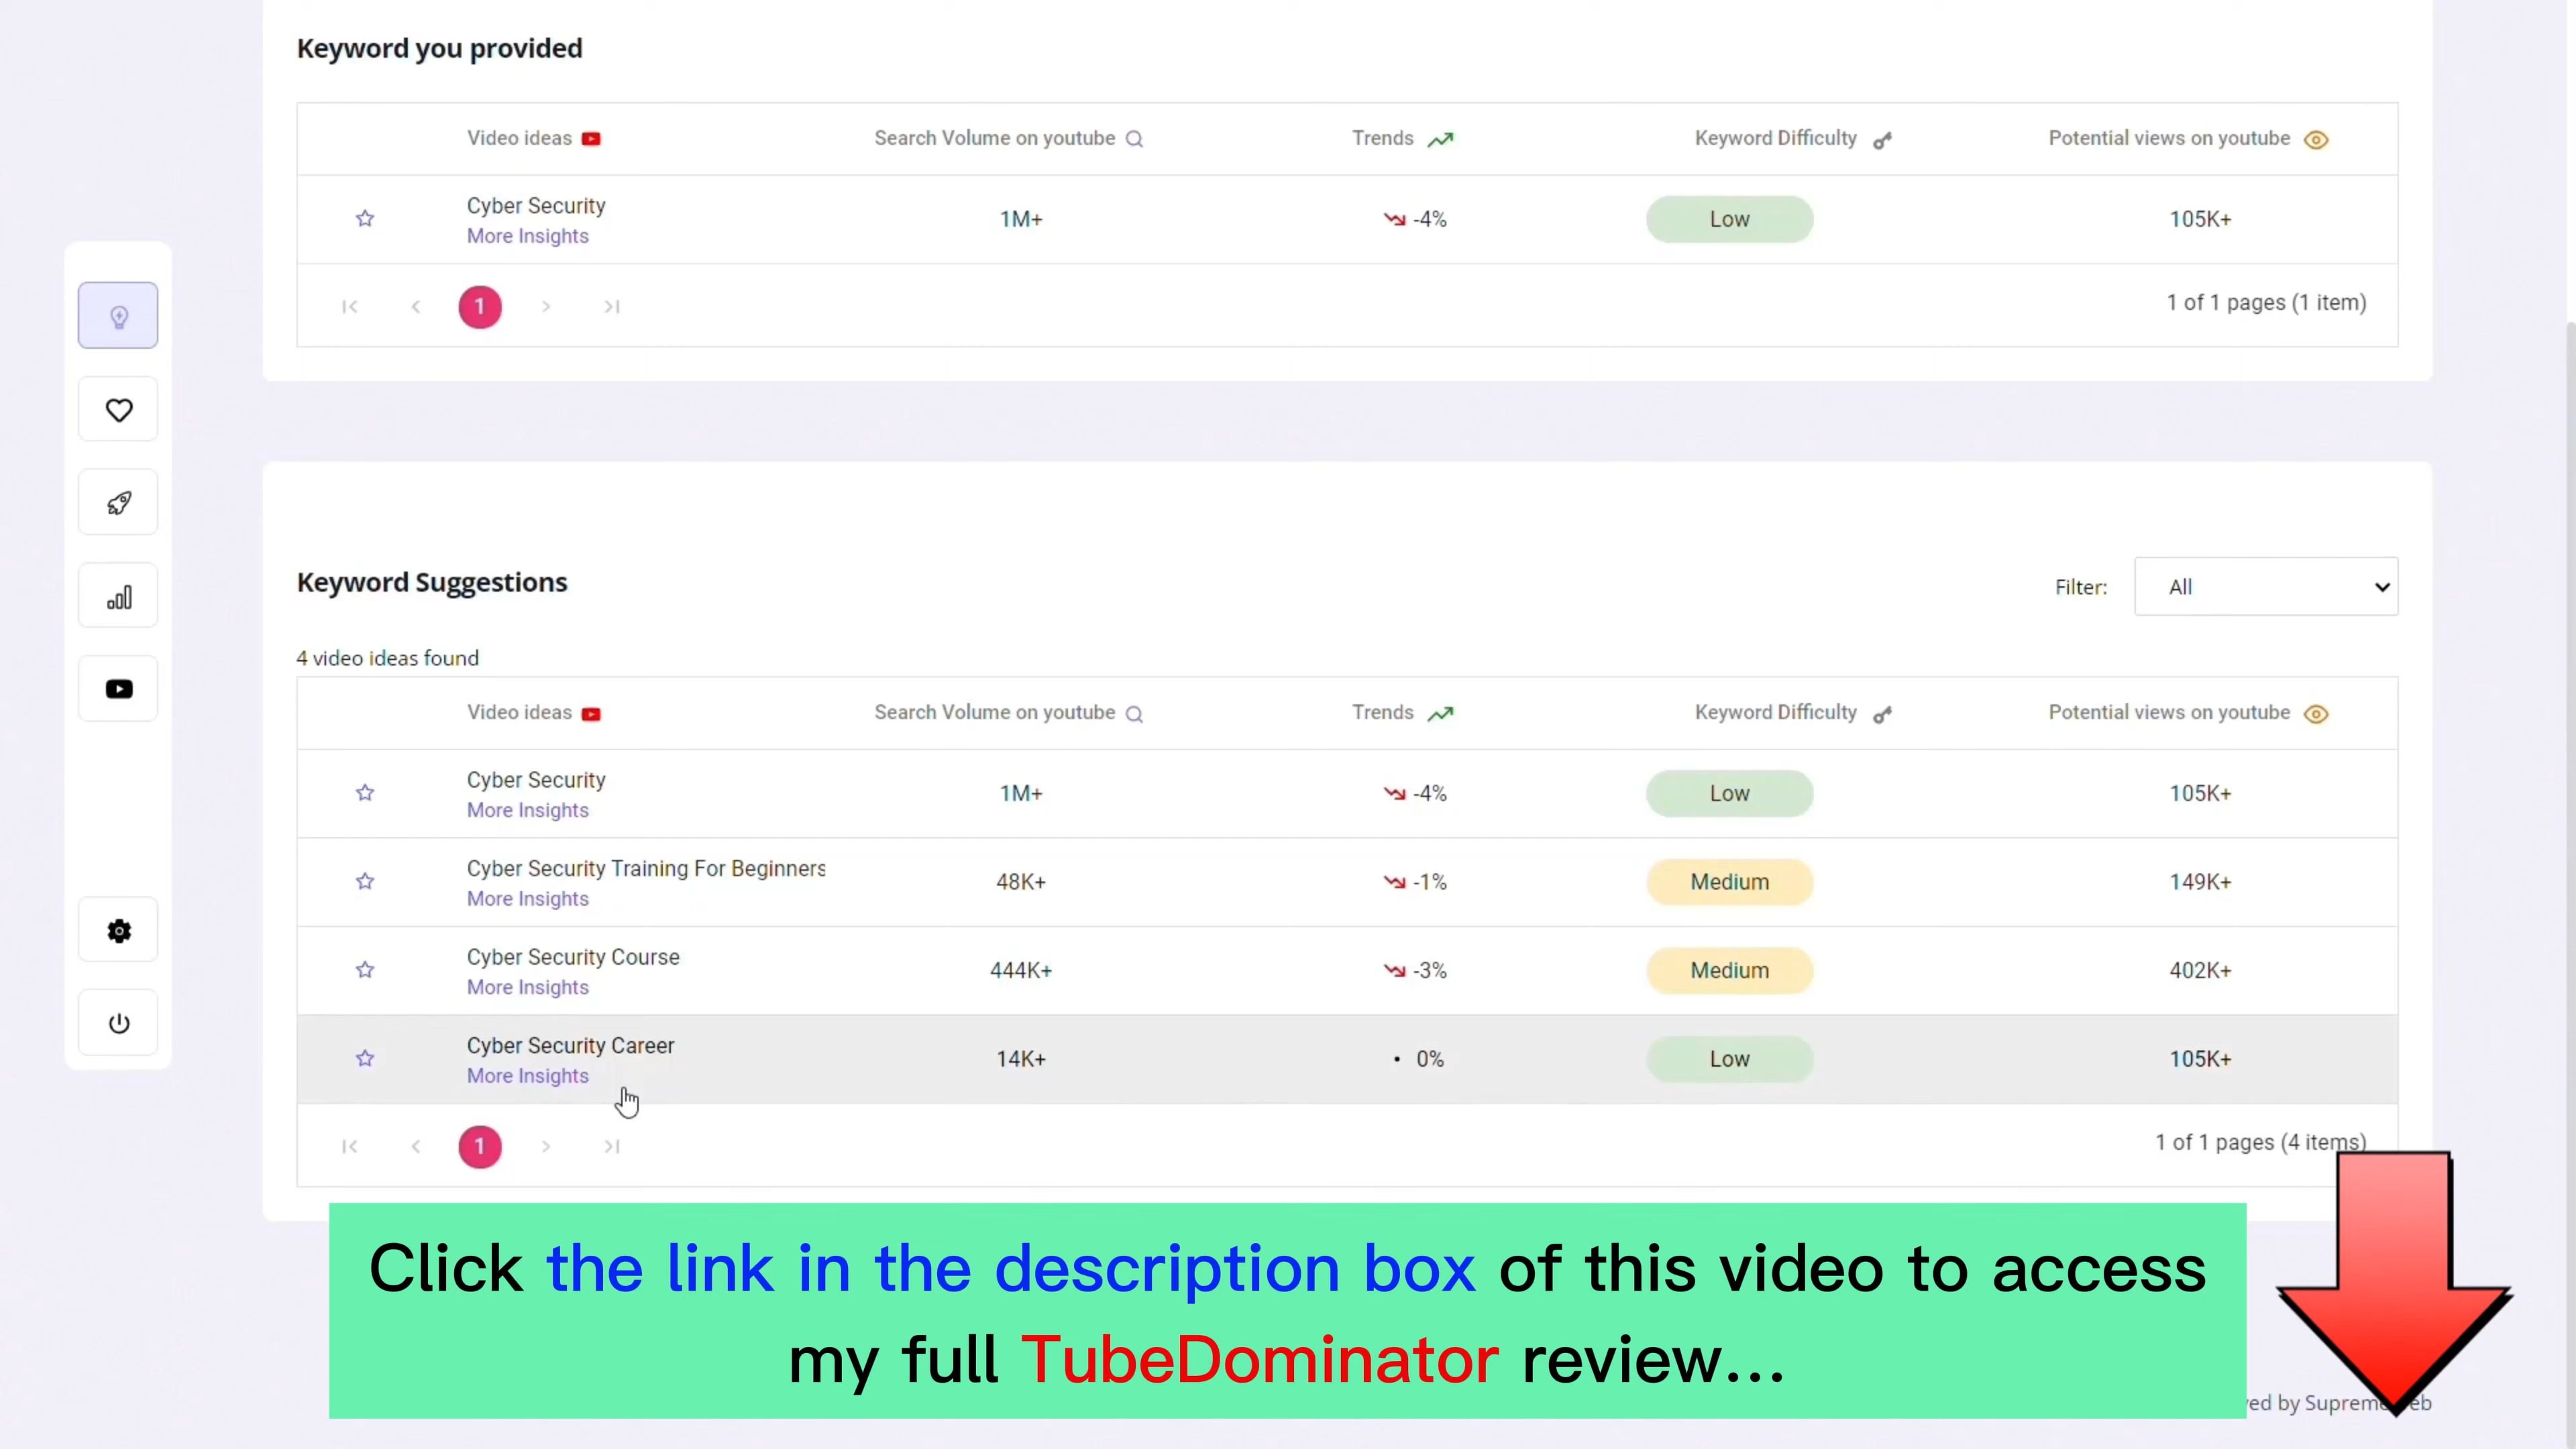 Keyword you provided
Video ideas Search Volume on youtube Trends Keyword Difficulty Potential views on youtube
Cyber Security
More Insights
1M+ -4% Low 105K+
1
1 of 1 pages (1 item)
Keyword Suggestions
Filter: All
4 video ideas found
Video ideas Search Volume on youtube Trends Keyword Difficulty Potential views on youtube
Cyber Security
More Insights
1M+ -4% Low 105K+
Cyber Security Training For Beginners
More Insights
48K+ -1% Medium 149K+
Cyber Security Course
More Insights
444K+ -3% Medium 402K+
Cyber Security Career
More Insights
14K+ • 0% Low 105K+
1
1 of 1 pages (4 items)
Click the link in the description box of this video to access
my full TubeDominator review...
by